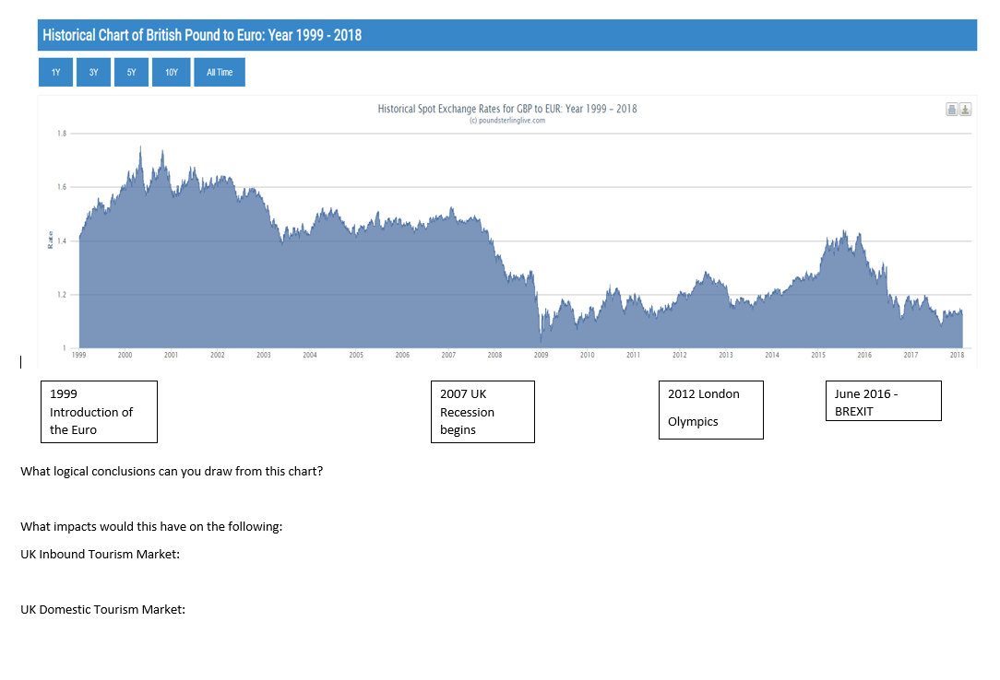 Historical Chart of British Pound to Euro: Year 1999 - 2018
1Y 3Y 5Y 10Y All Time
Historical Spot Exchange Rates for GBP to EUR: Year 1999 – 2018
(c) poundsterlinglive.com
1.8
1.6
1.4
1.2
1
Rate
1999 2000 2001 2002 2003 2004 2005 2006 2007 2008 2009 2010 2011 2012 2013 2014 2015 2016 2017 2018
1999
Introduction of
the Euro
2007 UK
Recession
begins
2012 London
Olympics
June 2016 -
BREXIT
What logical conclusions can you draw from this chart?
What impacts would this have on the following:
UK Inbound Tourism Market:
UK Domestic Tourism Market: